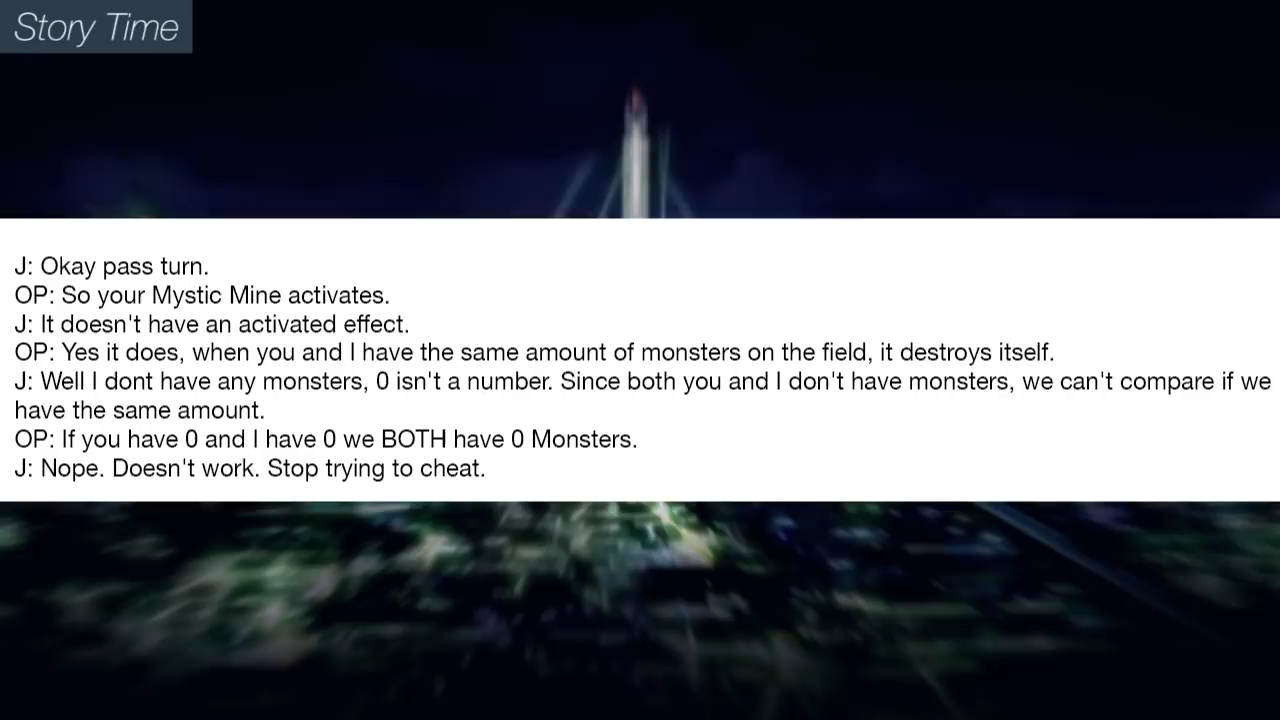 Story Time
J: Okay pass turn.
OP: So your Mystic Mine activates.
J: It doesn't have an activated effect.
OP: Yes it does, when you and I have the same amount of monsters on the field, it destroys itself.
J: Well I dont have any monsters, 0 isn't a number. Since both you and I don't have monsters, we can't compare if we
have the same amount.
OP: If you have 0 and I have 0 we BOTH have 0 Monsters.
J: Nope. Doesn't work. Stop trying to cheat.